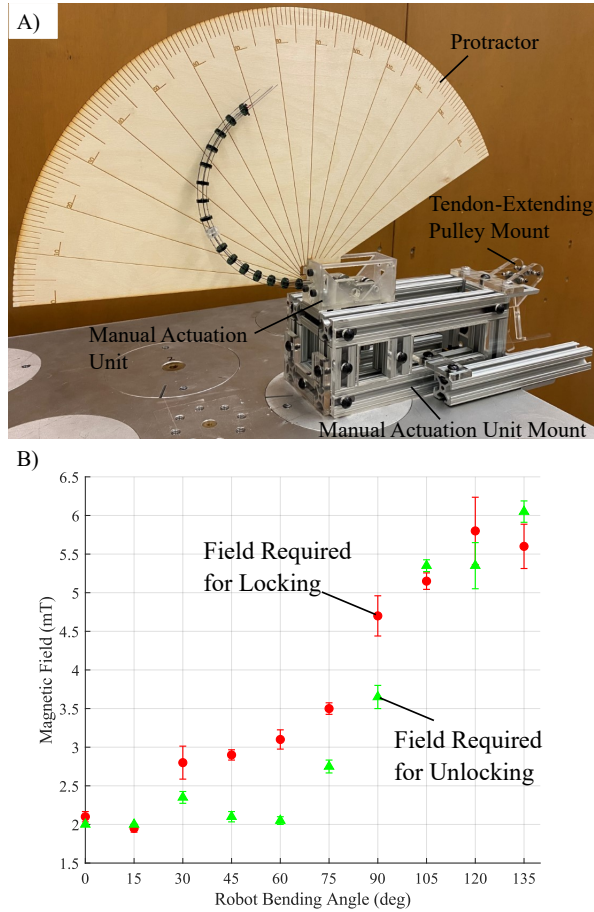 A)
Protractor
Tendon-Extending
Pulley Mount
Manual Actuation
Unit
Manual Actuation Unit Mount
B)
6.5
6
5.5
5
4.5
4
3.5
3
2.5
2
1.5
Magnetic Field (mT)
Field Required
for Locking
Field Required
for Unlocking
0 15 30 45 60 75 90 105 120 135
Robot Bending Angle (deg)